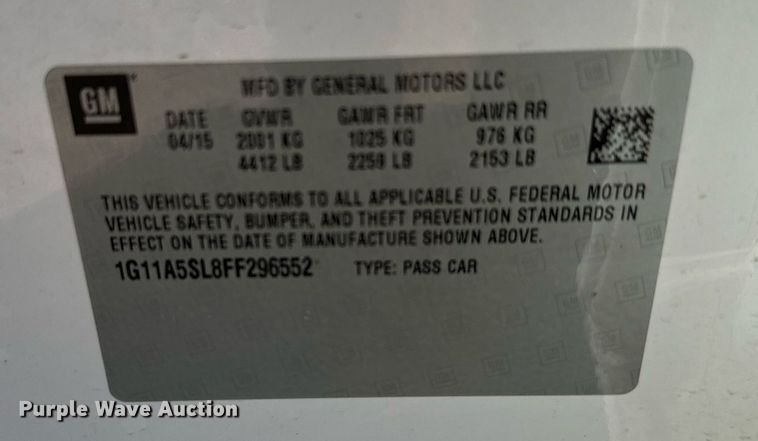 GM
MFD BY GENERAL MOTORS LLC
DATE GVWR GAWR FRT GAWR RR
04/15 2001 KG 1025 KG 976 KG
4412 LB 2259 LB 2153 LB
THIS VEHICLE CONFORMS TO ALL APPLICABLE U.S. FEDERAL MOTOR
VEHICLE SAFETY, BUMPER, AND THEFT PREVENTION STANDARDS IN
EFFECT ON THE DATE OF MANUFACTURE SHOWN ABOVE.
1G11A5SL8FF296552 TYPE: PASS CAR
Purple Wave Auction